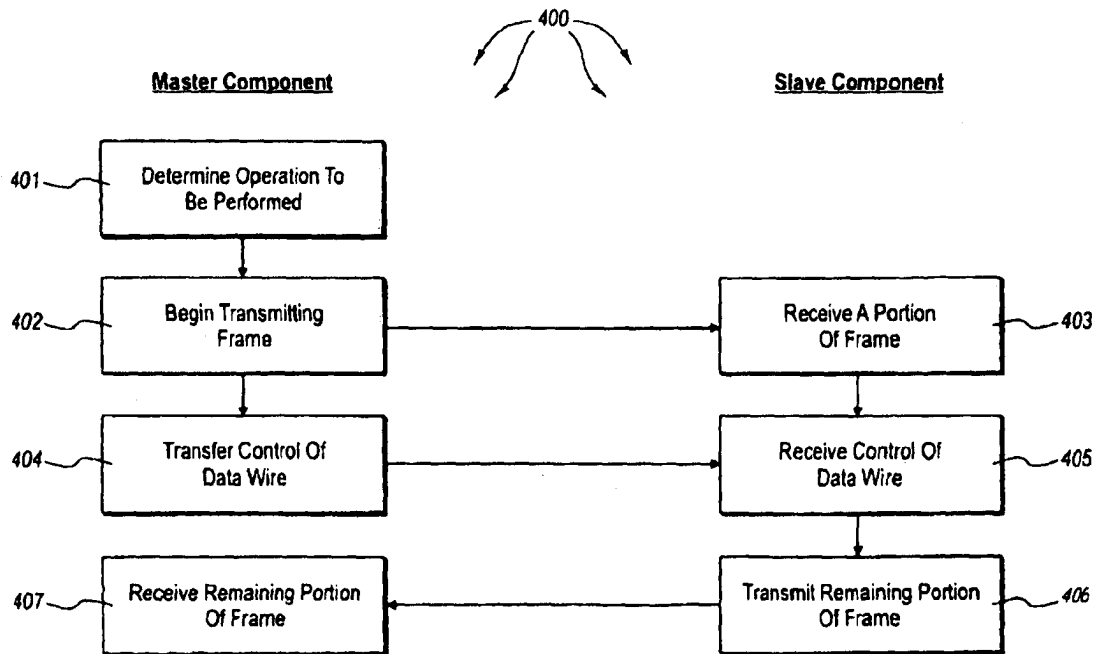 400
Master Component
Slave Component
401
Determine Operation To
Be Performed
402
Begin Transmitting
Frame
Receive A Portion
Of Frame
403
404
Transfer Control Of
Data Wire
Receive Control Of
Data Wire
405
407
Receive Remaining Portion
Of Frame
Transmit Remaining Portion
Of Frame
406